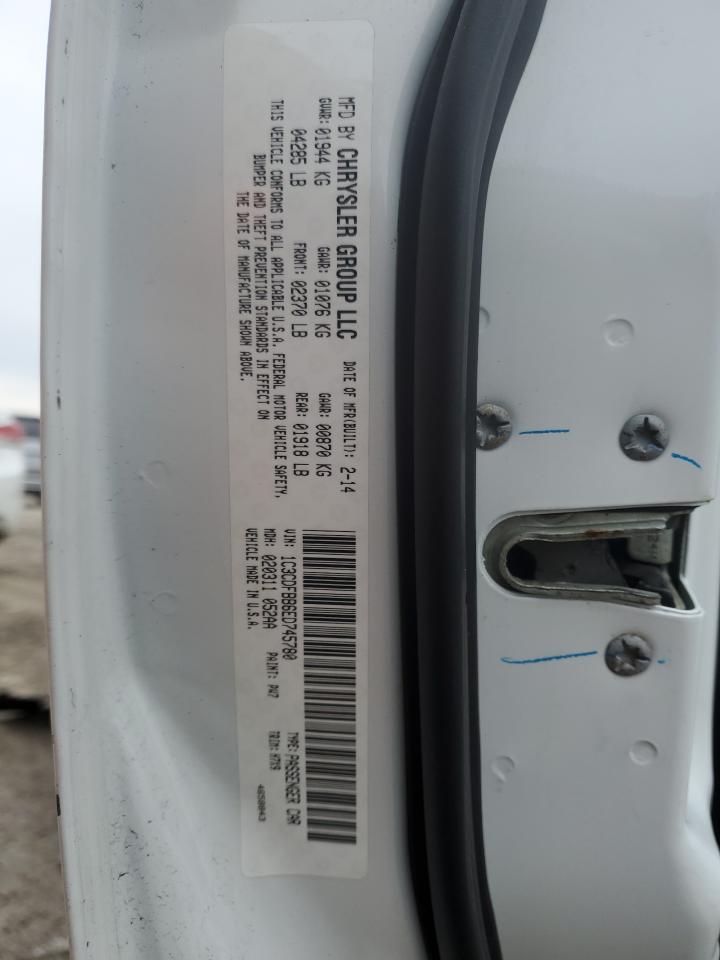 MFD BY CHRYSLER GROUP LLC DATE OF MFR(BUILT): 2-14
GVWR: 01944 KG GAWR: 01076 KG GAWR: 00870 KG
04285 LB FRONT: 02370 LB REAR: 01918 LB
THIS VEHICLE CONFORMS TO ALL APPLICABLE U.S.A. FEDERAL MOTOR VEHICLE SAFETY,
BUMPER AND THEFT PREVENTION STANDARDS IN EFFECT ON
THE DATE OF MANUFACTURE SHOWN ABOVE.
VIN: 1C3CDFBB6ED745780 TYPE: PASSENGER CAR
MDH: 020311 052AA PAINT: PW7 TRIM: H7X9
VEHICLE MADE IN U.S.A. 4650043